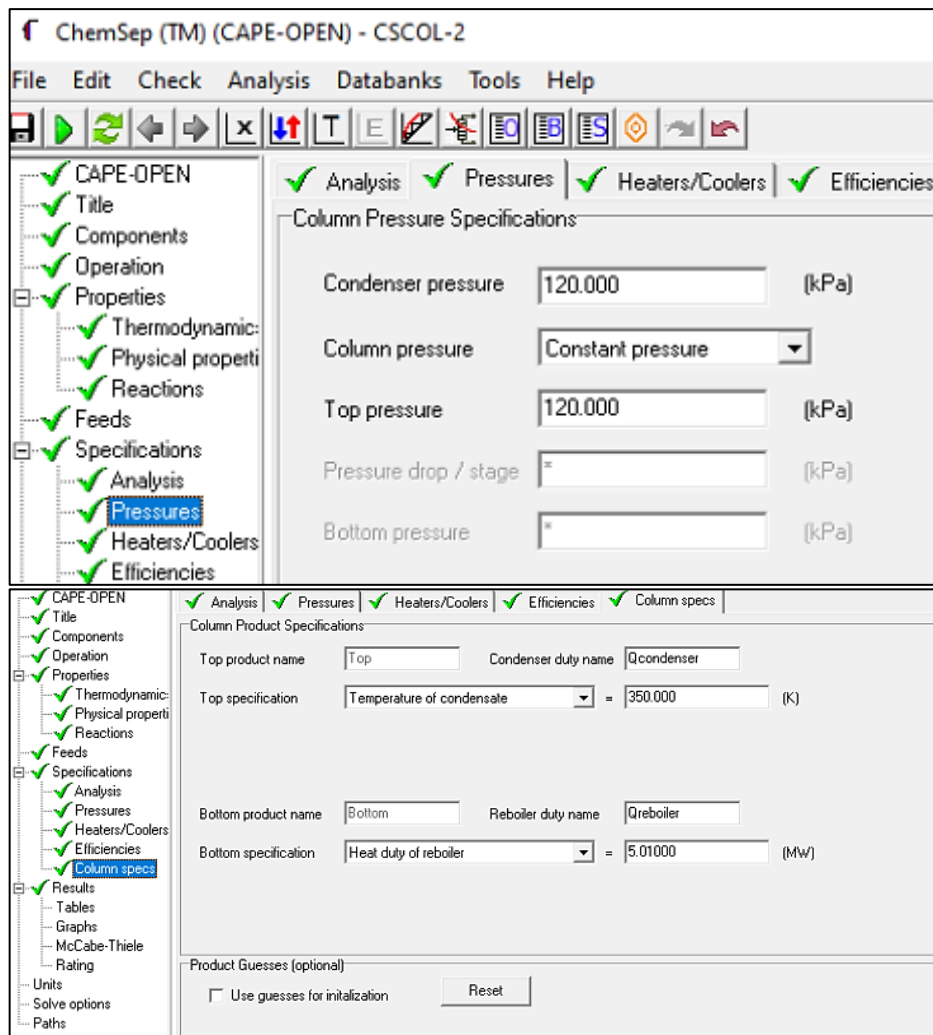 ChemSep (TM) (CAPE-OPEN) - CSCOL-2
File Edit Check Analysis Databanks Tools Help
X T E O B S
CAPE-OPEN
Title
Components
Operation
Properties
Thermodynamic:
Physical properti
Reactions
Feeds
Specifications
Analysis
Pressures
Heaters/Coolers
Efficiencies
Analysis Pressures Heaters/Coolers Efficiencies
Column Pressure Specifications
Condenser pressure 120.000 (kPa)
Column pressure Constant pressure
Top pressure 120.000 (kPa)
Pressure drop / stage * (kPa)
Bottom pressure * (kPa)
CAPE-OPEN
Title
Components
Operation
Properties
Thermodynamic:
Physical properti
Reactions
Feeds
Specifications
Analysis
Pressures
Heaters/Coolers
Efficiencies
Column specs
Results
Tables
Graphs
McCabe-Thiele
Rating
Units
Solve options
Paths
Analysis Pressures Heaters/Coolers Efficiencies Column specs
Column Product Specifications
Top product name Top Condenser duty name Qcondenser
Top specification Temperature of condensate = 350.000 (K)
Bottom product name Bottom Reboiler duty name Qreboiler
Bottom specification Heat duty of reboiler = 5.01000 (MW)
Product Guesses (optional)
Use guesses for initalization Reset